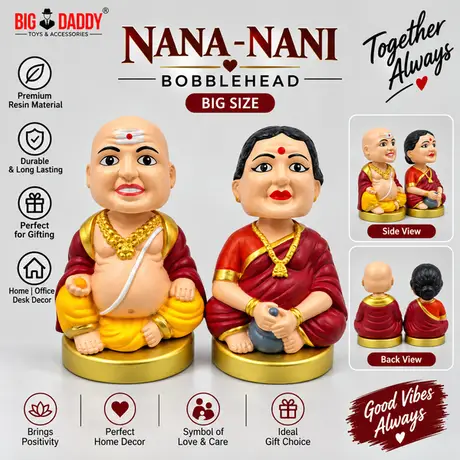 BIG DADDY
TOYS & ACCESSORIES
NANA-NANI
BOBBLEHEAD
BIG SIZE
Together
Always
Premium
Resin Material
Durable
& Long Lasting
Perfect
for Gifting
Home | Office
Desk Decor
Side View
Back View
Brings
Positivity
Perfect
Home Decor
Symbol of
Love & Care
Ideal
Gift Choice
Good Vibes
Always